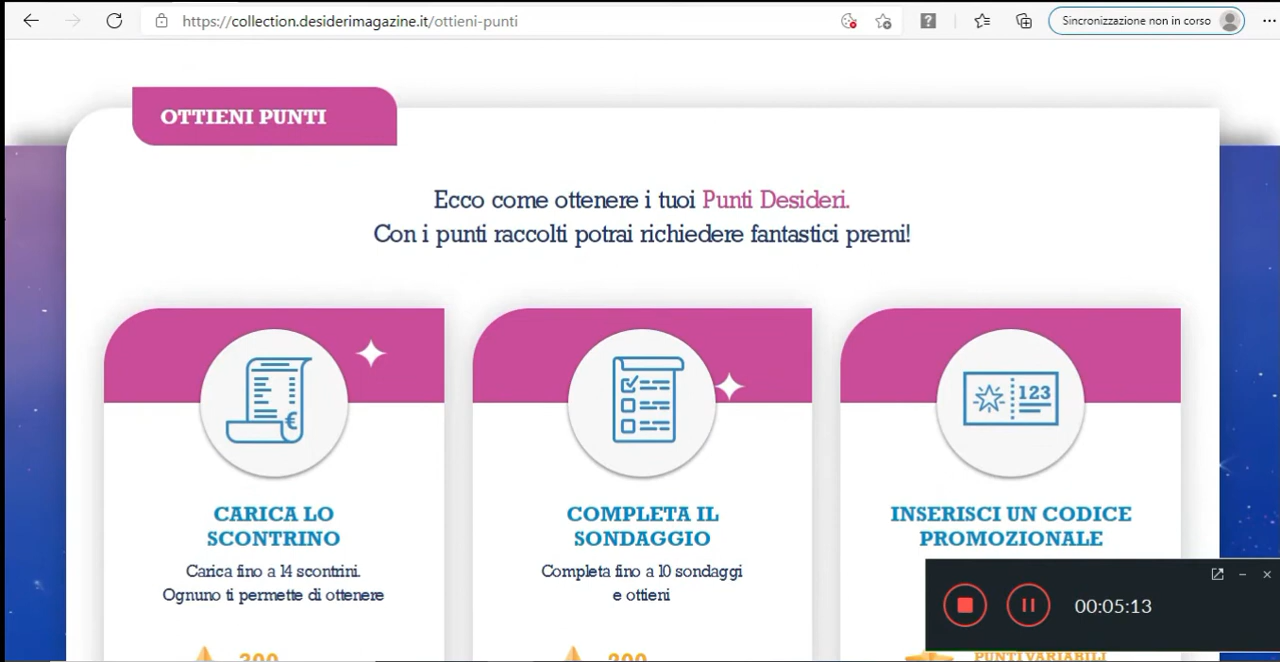 https://collection.desiderimagazine.it/ottieni-punti
Sincronizzazione non in corso
OTTIENI PUNTI
Ecco come ottenere i tuoi Punti Desideri.
Con i punti raccolti potrai richiedere fantastici premi!
123
CARICA LO
SCONTRINO
Carica fino a 14 scontrini.
Ognuno ti permette di ottenere
300
COMPLETA IL
SONDAGGIO
Completa fino a 10 sondaggi
e ottieni
200
INSERISCI UN CODICE
PROMOZIONALE
PUNTI VARIABILI
00:05:13